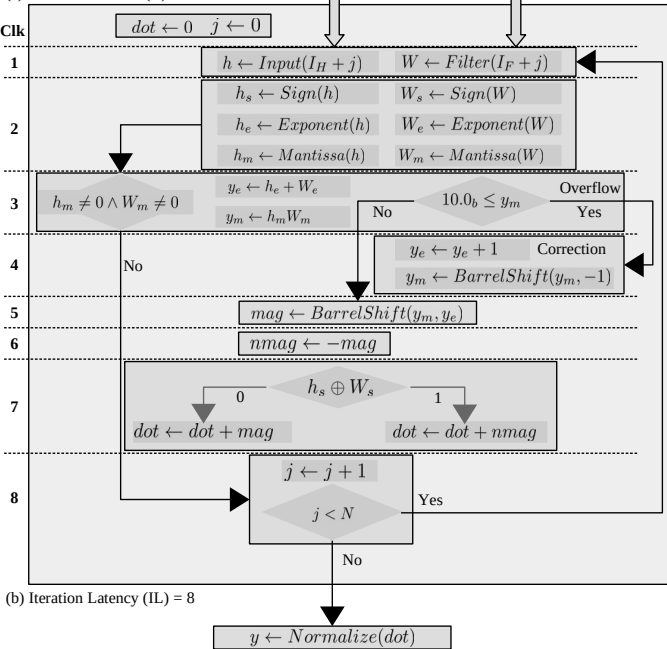 Clk
dot ← 0 j ← 0
1
h ← Input(I_H + j) W ← Filter(I_F + j)
2
h_s ← Sign(h) W_s ← Sign(W)
h_e ← Exponent(h) W_e ← Exponent(W)
h_m ← Mantissa(h) W_m ← Mantissa(W)
3
h_m ≠ 0 ∧ W_m ≠ 0
y_e ← h_e + W_e
y_m ← h_m W_m
10.0_b ≤ y_m
Overflow
No
Yes
4
No
y_e ← y_e + 1 Correction
y_m ← BarrelShift(y_m, −1)
5
mag ← BarrelShift(y_m, y_e)
6
nmag ← −mag
7
h_s ⊕ W_s
0
1
dot ← dot + mag
dot ← dot + nmag
8
j ← j + 1
j < N
Yes
No
(b) Iteration Latency (IL) = 8
y ← Normalize(dot)